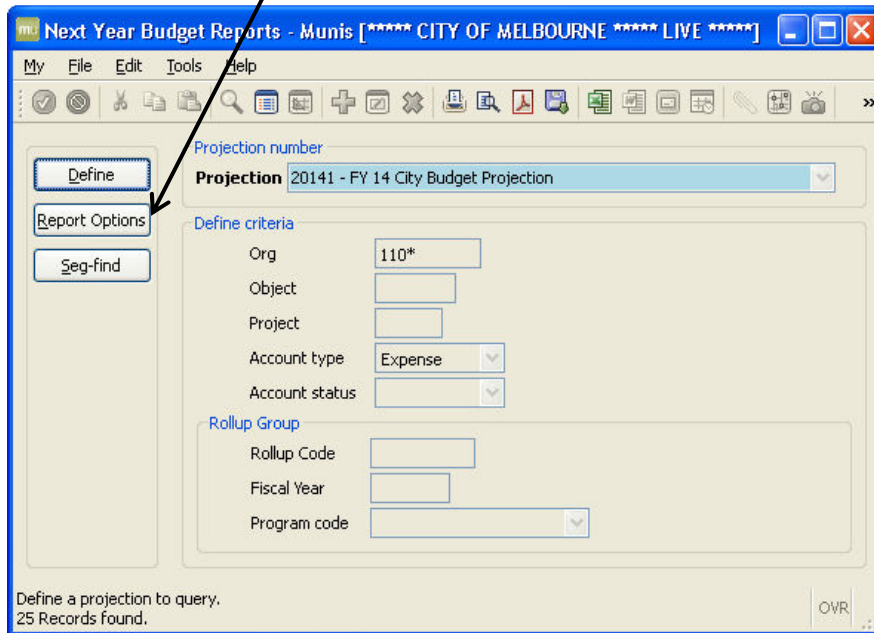 mu Next Year Budget Reports - Munis [***** CITY OF MELBOURNE ***** LIVE *****]
My File Edit Tools Help
»
Define
Report Options
Seg-find
Projection number
Projection 20141 - FY 14 City Budget Projection
Define criteria
Org 110*
Object
Project
Account type Expense
Account status
Rollup Group
Rollup Code
Fiscal Year
Program code
Define a projection to query.
25 Records found.
OVR